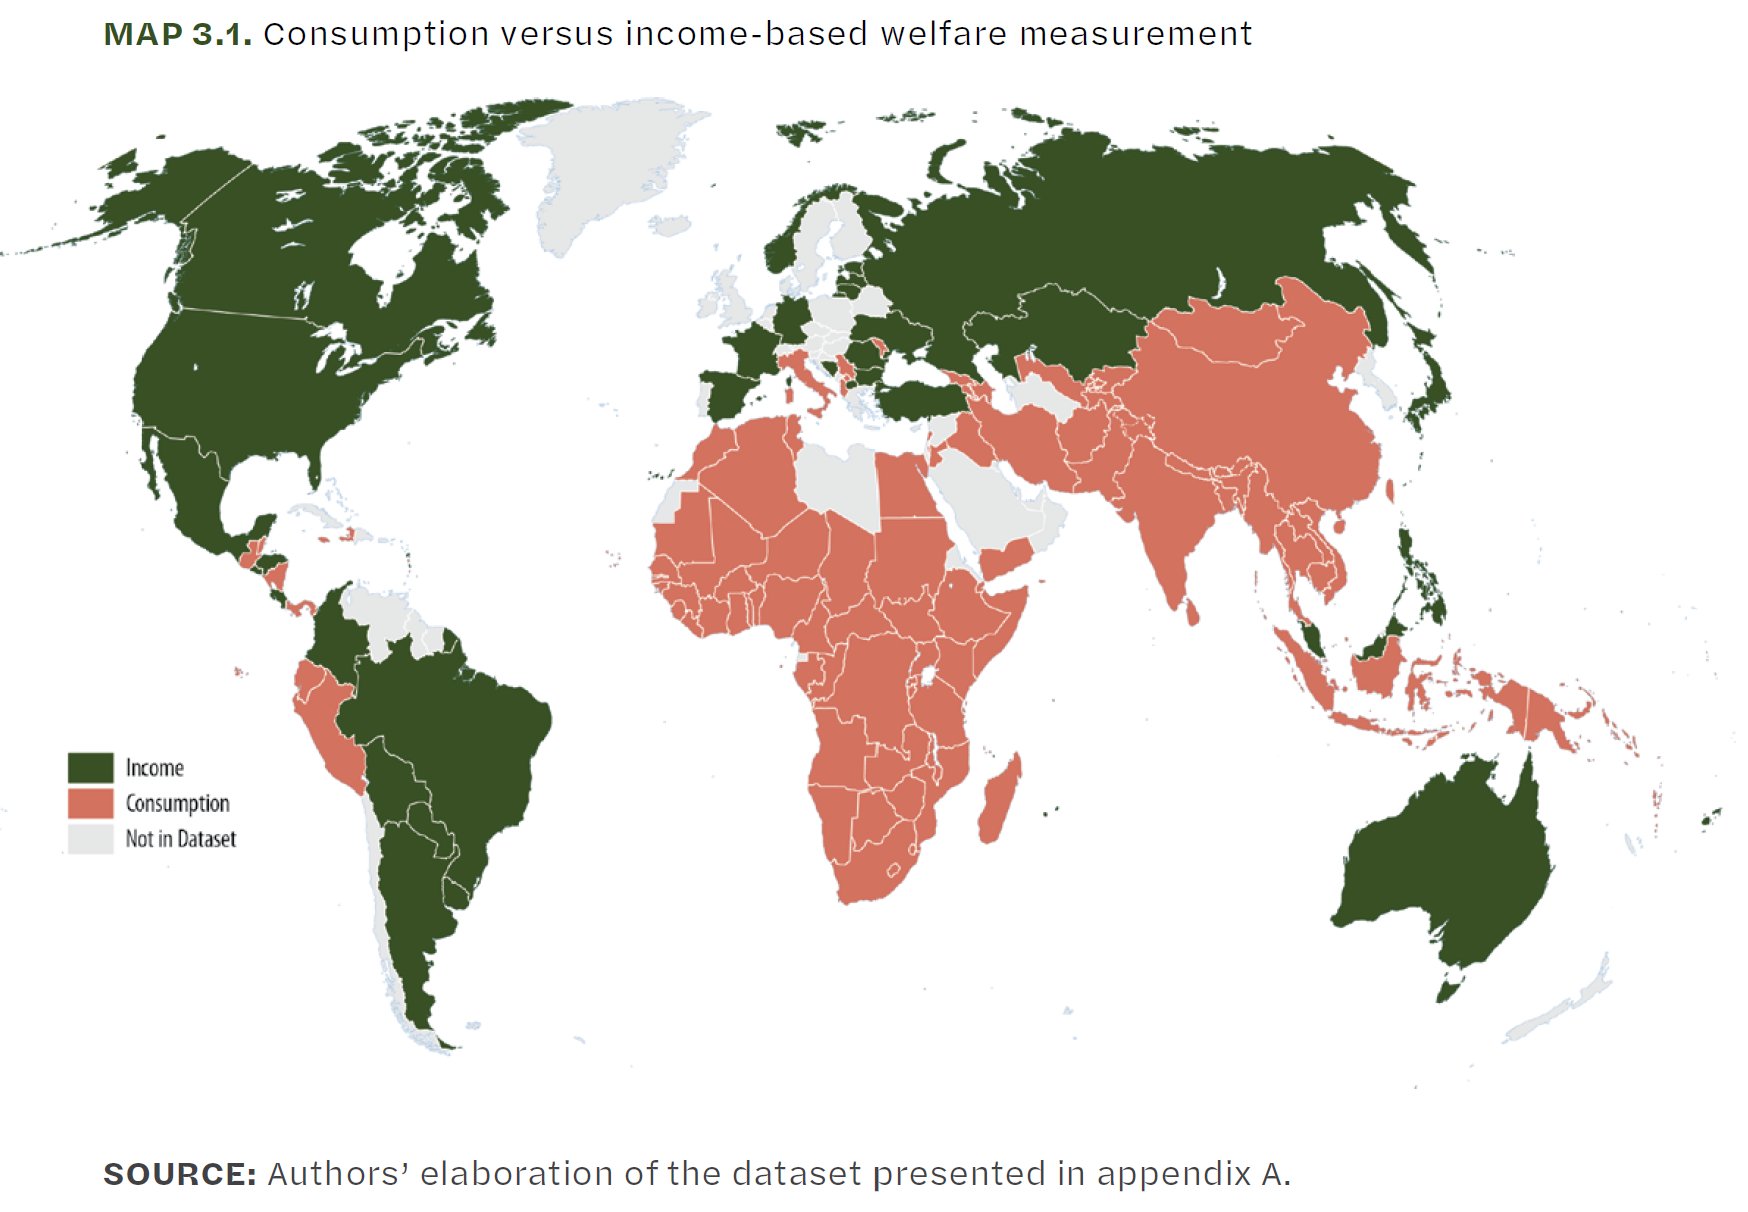 MAP 3.1. Consumption versus income-based welfare measurement
Income
Consumption
Not in Dataset
SOURCE: Authors’ elaboration of the dataset presented in appendix A.